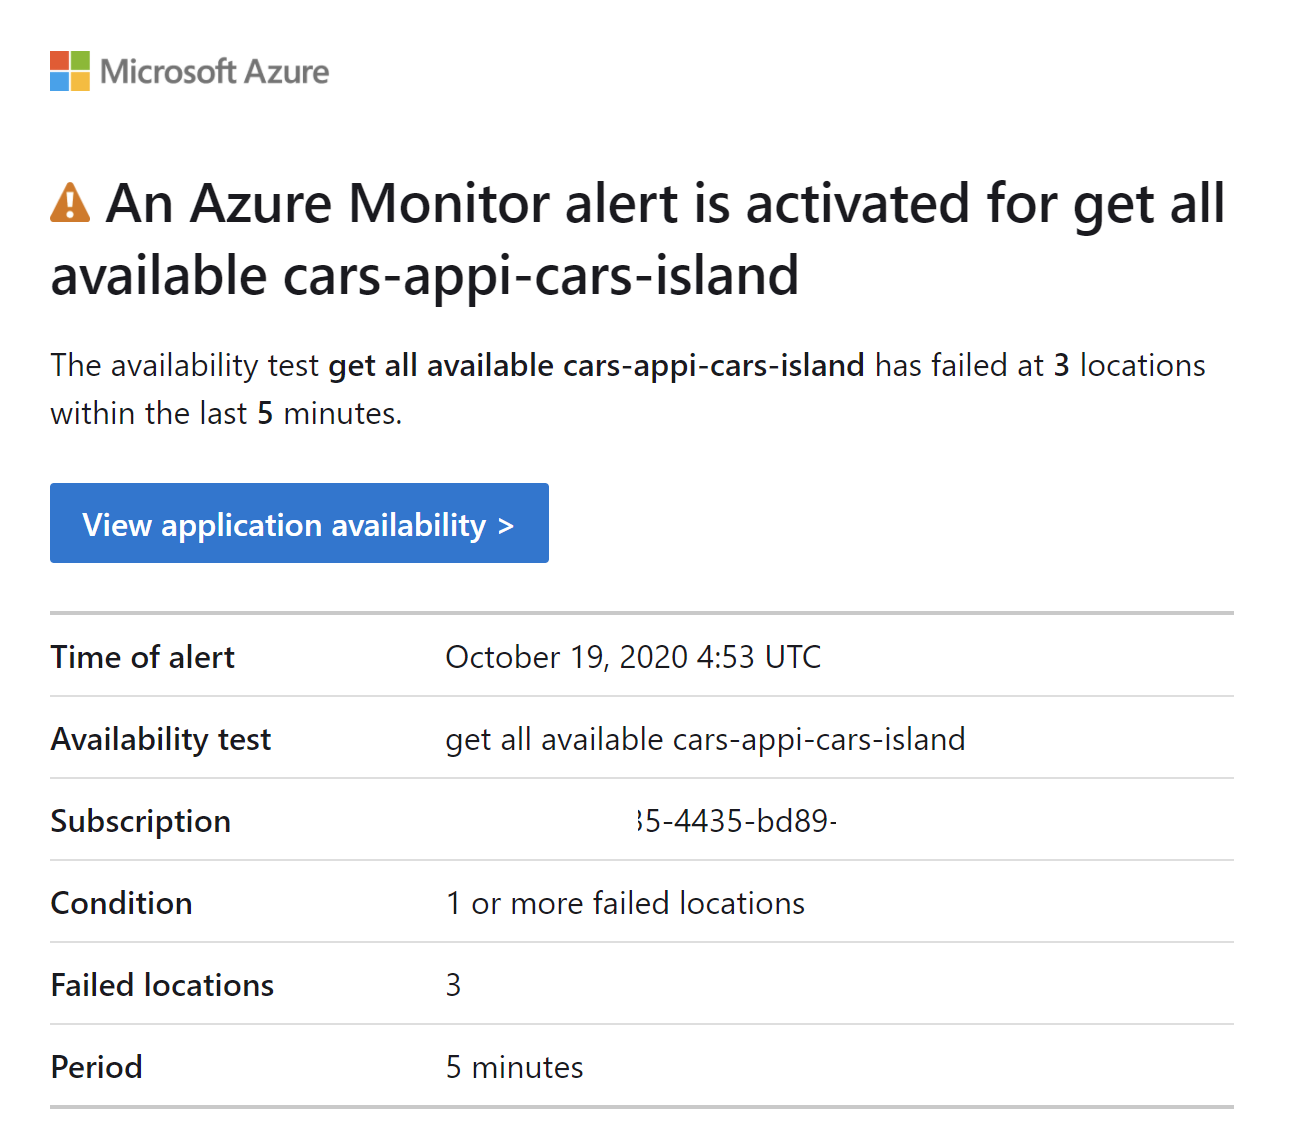 Microsoft Azure
An Azure Monitor alert is activated for get all
available cars-appi-cars-island
The availability test get all available cars-appi-cars-island has failed at 3 locations
within the last 5 minutes.
View application availability >
Time of alert October 19, 2020 4:53 UTC
Availability test get all available cars-appi-cars-island
Subscription 5-4435-bd89-
Condition 1 or more failed locations
Failed locations 3
Period 5 minutes